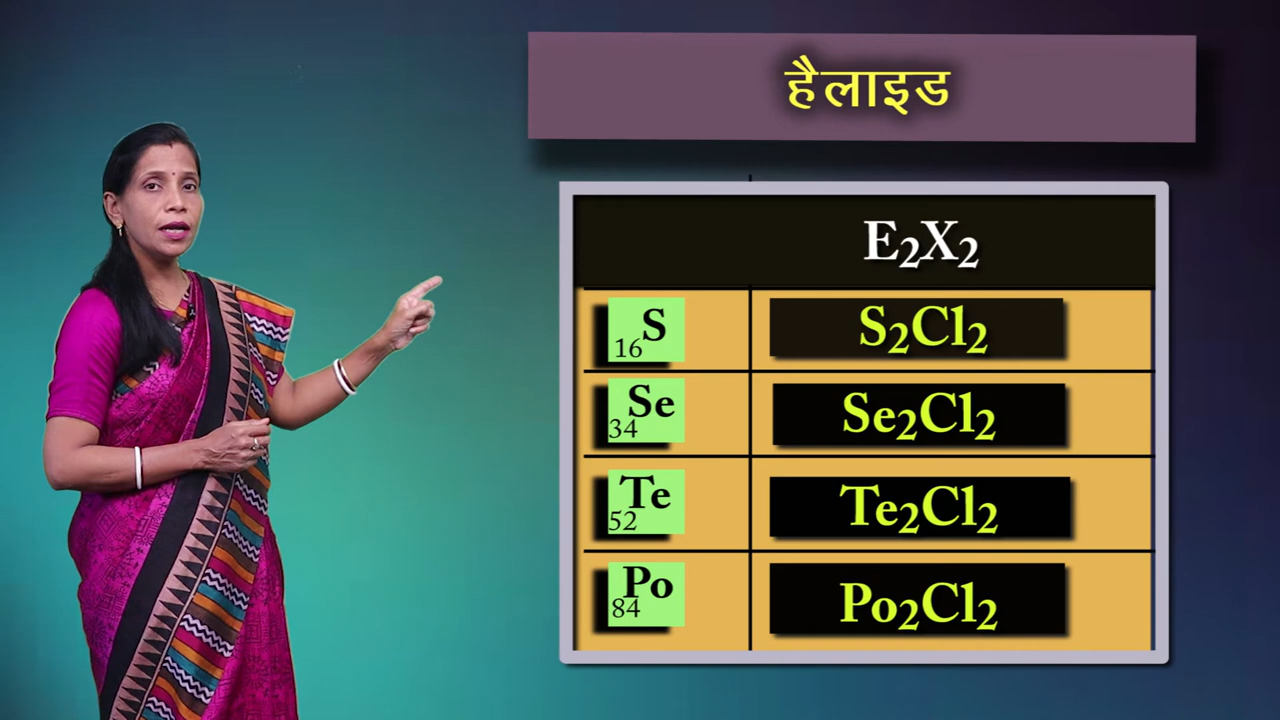 हैलाइड
E₂X₂
₁₆S S₂Cl₂
₃₄Se Se₂Cl₂
₅₂Te Te₂Cl₂
₈₄Po Po₂Cl₂